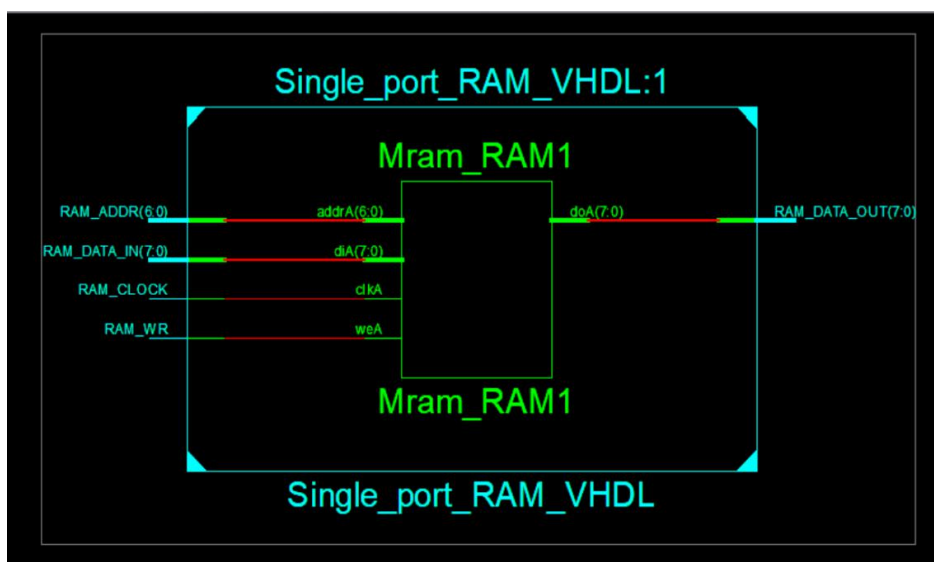 Single_port_RAM_VHDL:1
Mram_RAM1
RAM_ADDR(6:0)
addrA(6:0)
doA(7:0)
RAM_DATA_OUT(7:0)
RAM_DATA_IN(7:0)
diA(7:0)
RAM_CLOCK
clkA
RAM_WR
weA
Mram_RAM1
Single_port_RAM_VHDL